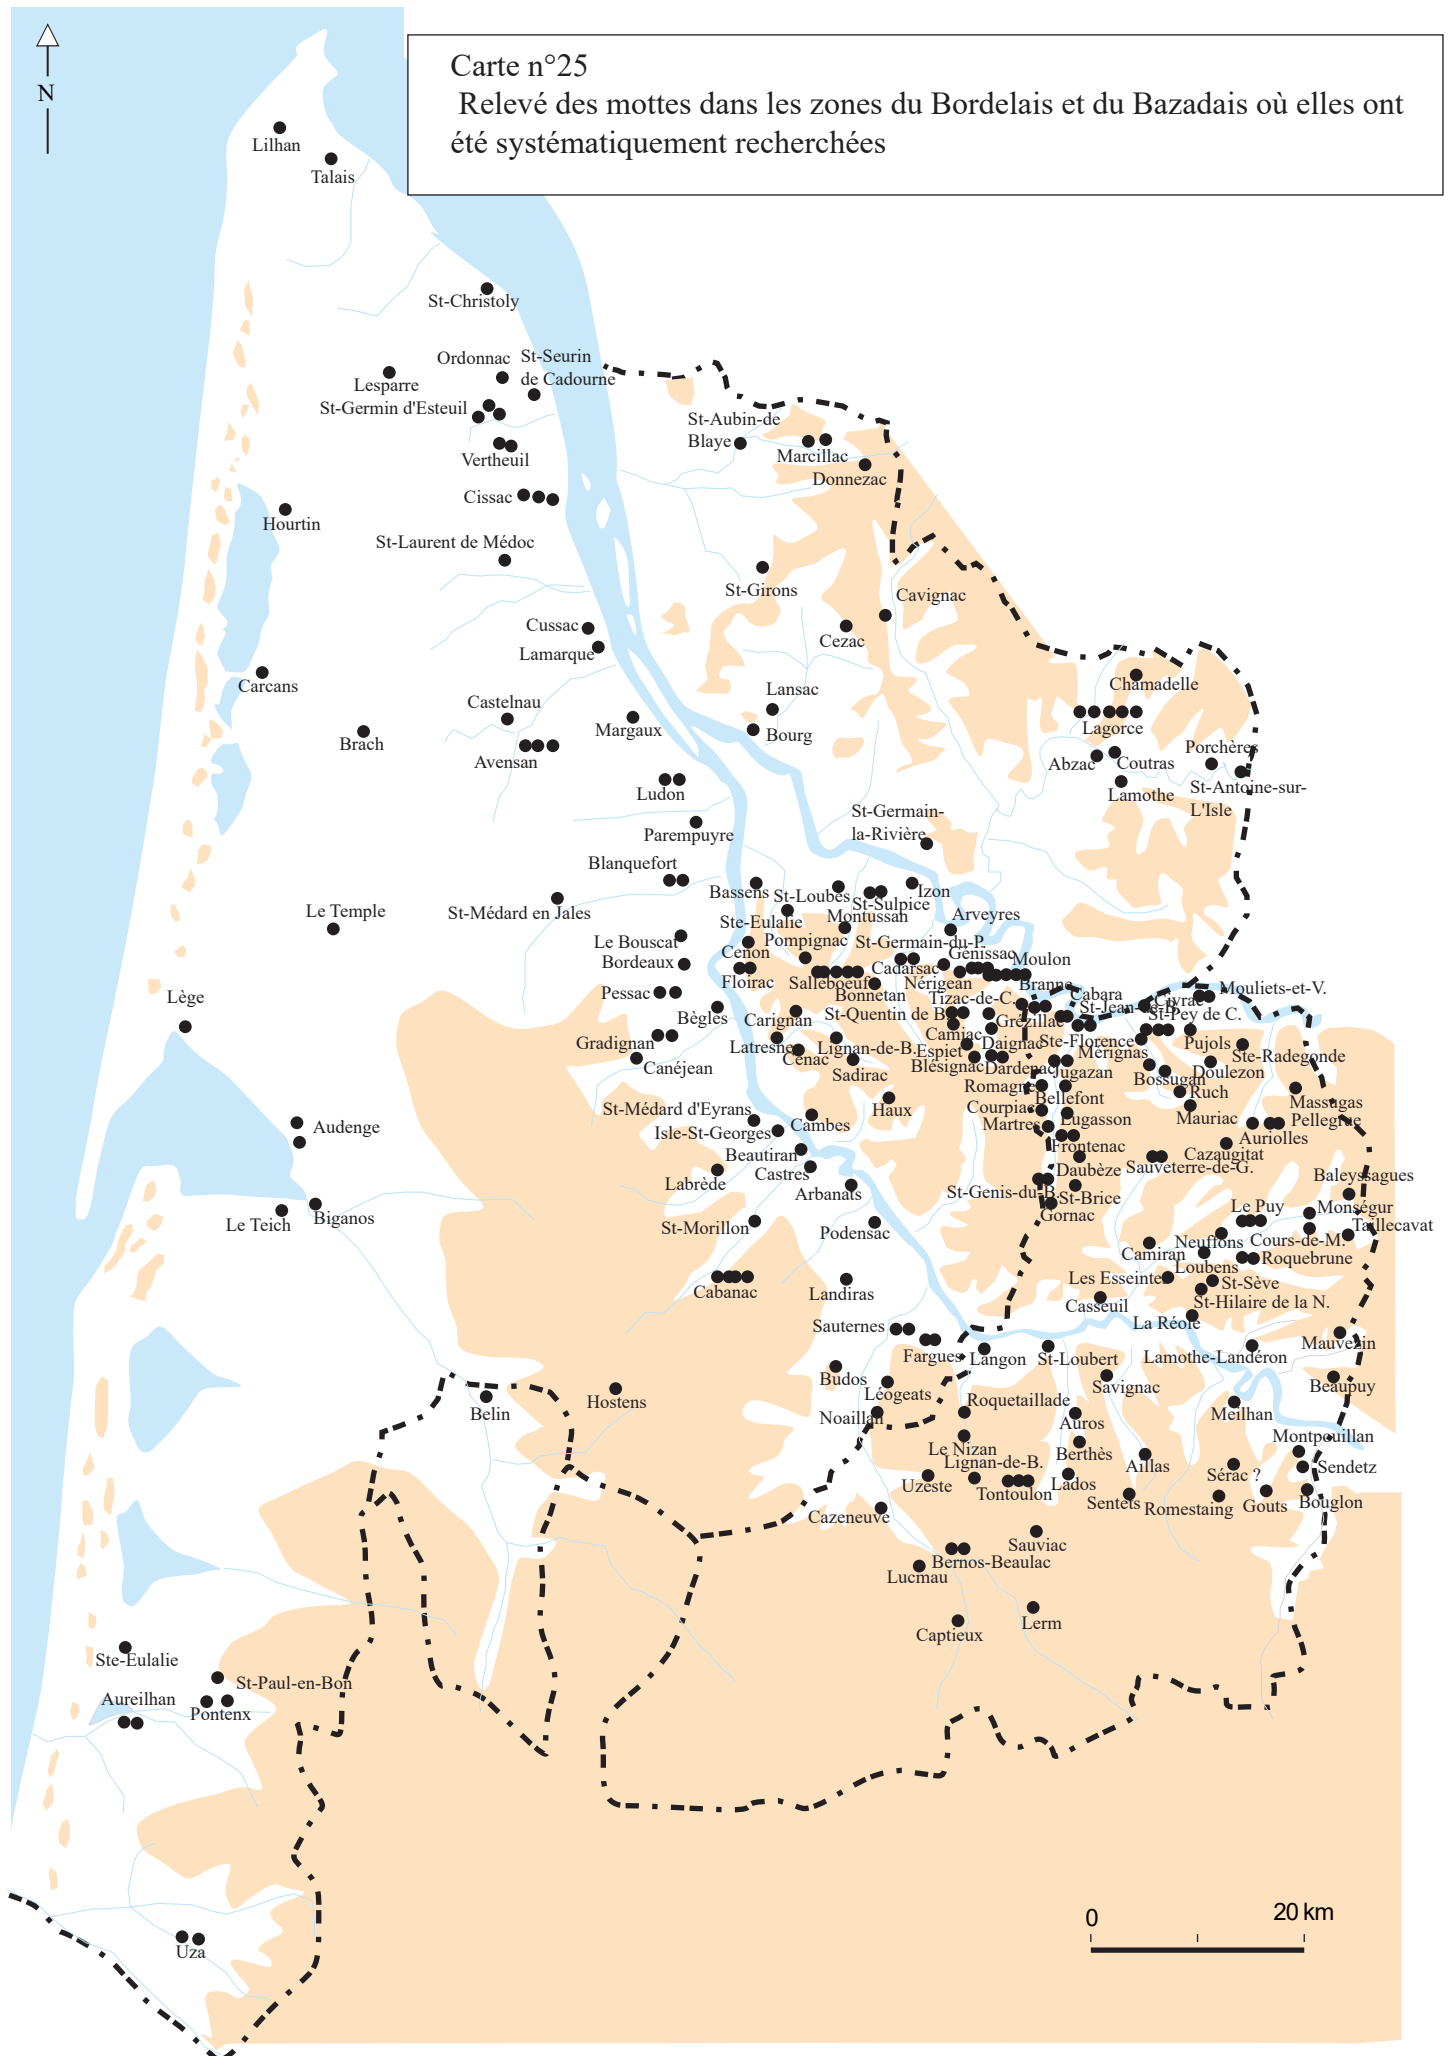 Carte n°25
Relevé des mottes dans les zones du Bordelais et du Bazadais où elles ont
été systématiquement recherchées
N
Lilhan
Talais
St-Christoly
Ordonnac
St-Seurin
de Cadourne
Lesparre
St-Germin d'Esteuil
Vertheuil
Cissac
Hourtin
St-Laurent de Médoc
St-Aubin-de
Blaye
Marcillac
Donnezac
St-Girons
Cavignac
Cezac
Cussac
Lamarque
Carcans
Castelnau
Brach
Avensan
Margaux
Lansac
Bourg
Chamadelle
Lagorce
Abzac
Coutras
Porchères
Lamothe
St-Antoine-sur-
L'Isle
Ludon
Parempuyre
St-Germain-
la-Rivière
Blanquefort
Bassens
St-Loubès
Izon
St-Sulpice
Le Temple
St-Médard en Jales
Ste-Eulalie
Montussan
Arveyres
Le Bouscat
Cenon
Pompignac
St-Germain-du-P.
Génissac
Moulon
Bordeaux
Floirac
Salleboeuf
Cadarsac
Nérigean
Branne
Lège
Pessac
Bonnetan
Tizac-de-C.
Cabara
Civrac
Mouliets-et-V.
Bègles
Carignan
St-Quentin de B.
Grézillac
St-Jean-de-B.
St-Pey de C.
Gradignan
Latresne
Lignan-de-B.
Camiac
Daignac
Ste-Florence
Pujols
Canéjean
Cénac
Sadirac
Espiet
Blésignac
Dardenac
Jugazan
Mérignas
Ste-Radegonde
Bossugan
Doulezon
Romagne
Bellefont
Ruch
Massugas
St-Médard d'Eyrans
Cambes
Haux
Courpiac
Lugasson
Mauriac
Pellegrue
Audenge
Isle-St-Georges
Martres
Frontenac
Auriolles
Beautiran
Cazaugitat
Castres
Daubèze
Sauveterre-de-G.
Labrède
Arbanats
St-Genis-du-B.
St-Brice
Baleyssagues
Le Teich
Biganos
St-Morillon
Podensac
Gornac
Le Puy
Monségur
Taillecavat
Camiran
Neuffons
Cours-de-M.
Loubens
Roquebrune
Cabanac
Landiras
Les Esseintes
St-Sève
Casseuil
St-Hilaire de la N.
Sauternes
La Réole
Fargues
Langon
St-Loubert
Lamothe-Landéron
Mauvezin
Budos
Léogeats
Savignac
Beaupuy
Belin
Hostens
Noaillan
Roquetaillade
Auros
Meilhan
Le Nizan
Berthès
Montpouillan
Lignan-de-B.
Aillas
Sérac ?
Sendetz
Uzeste
Tontoulon
Lados
Sentets
Romestaing
Gouts
Bouglon
Cazeneuve
Sauviac
Bernos-Beaulac
Lucmau
Captieux
Lerm
Ste-Eulalie
St-Paul-en-Bon
Aureilhan
Pontenx
Uza
0
20 km